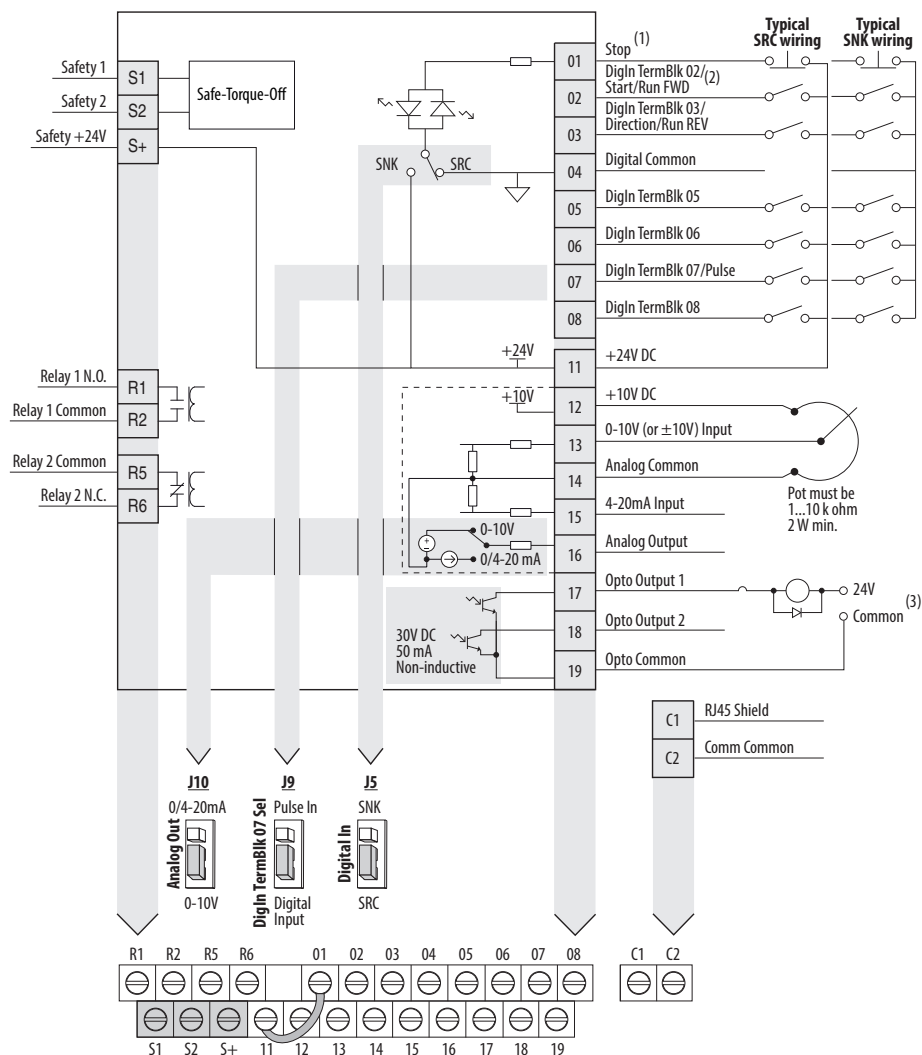 Typical
SRC wiring
Typical
SNK wiring
Safety 1
S1
Safety 2
S2
Safety +24V
S+
Safe-Torque-Off
SNK
SRC
01
Stop (1)
02
DigIn TermBlk 02/
Start/Run FWD (2)
03
DigIn TermBlk 03/
Direction/Run REV
04
Digital Common
05
DigIn TermBlk 05
06
DigIn TermBlk 06
07
DigIn TermBlk 07/Pulse
08
DigIn TermBlk 08
+24V
11
+24V DC
Relay 1 N.O.
R1
Relay 1 Common
R2
Relay 2 Common
R5
Relay 2 N.C.
R6
+10V
12
+10V DC
13
0-10V (or ±10V) Input
14
Analog Common
15
4-20mA Input
Pot must be
1...10 k ohm
2 W min.
0-10V
+
-
0/4-20 mA
16
Analog Output
17
Opto Output 1
24V
Common (3)
18
Opto Output 2
19
Opto Common
30V DC
50 mA
Non-inductive
C1
RJ45 Shield
C2
Comm Common
J10
0/4-20mA
Analog Out
0-10V
J9
Pulse In
DigIn TermBlk 07 Sel
Digital
Input
J5
SNK
Digital In
SRC
R1 R2 R5 R6 01 02 03 04 05 06 07 08
C1 C2
S1 S2 S+ 11 12 13 14 15 16 17 18 19